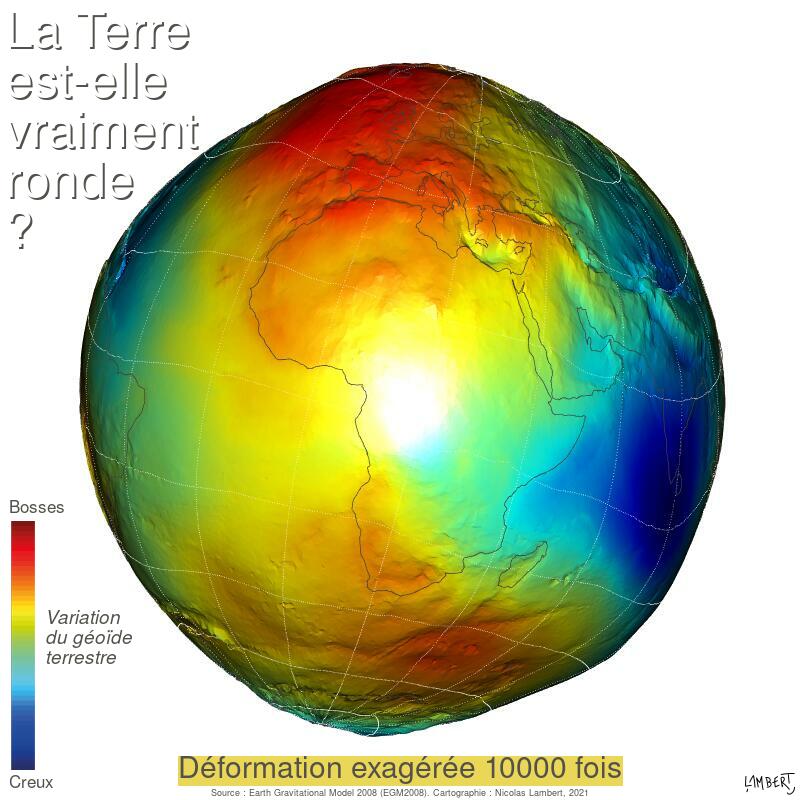 La Terre
est-elle
vraiment
ronde
?
Bosses
Variation
du géoïde
terrestre
Creux
Déformation exagérée 10000 fois
Source : Earth Gravitational Model 2008 (EGM2008). Cartographie : Nicolas Lambert, 2021
LAMBERT